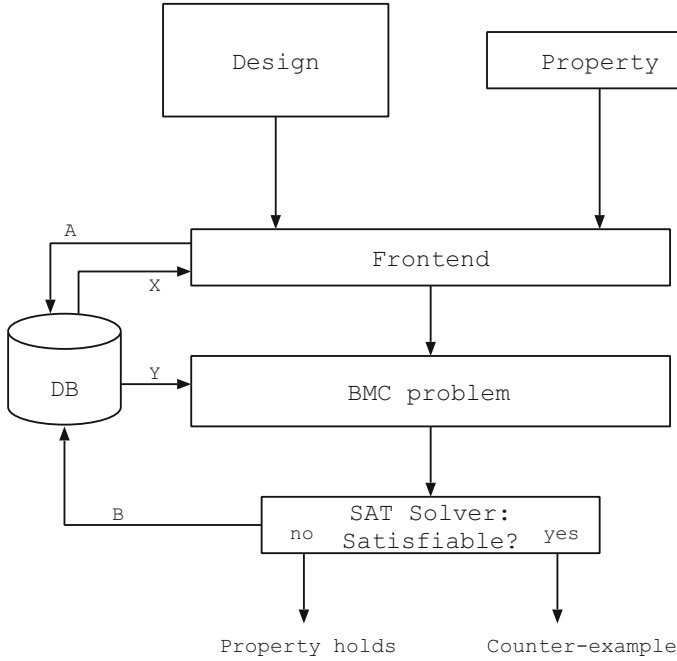 Design
Property
A
Frontend
X
DB
Y
BMC problem
B
SAT Solver:
no
Satisfiable?
yes
Property holds
Counter-example